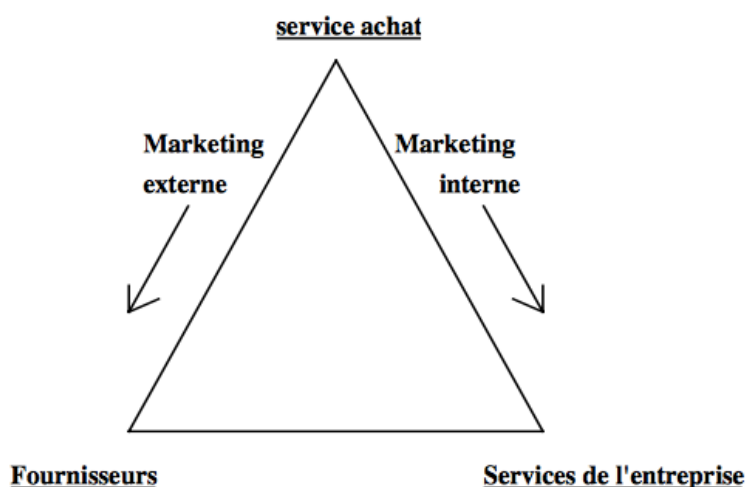 service achat
Marketing
externe
Marketing
interne
Fournisseurs
Services de l'entreprise